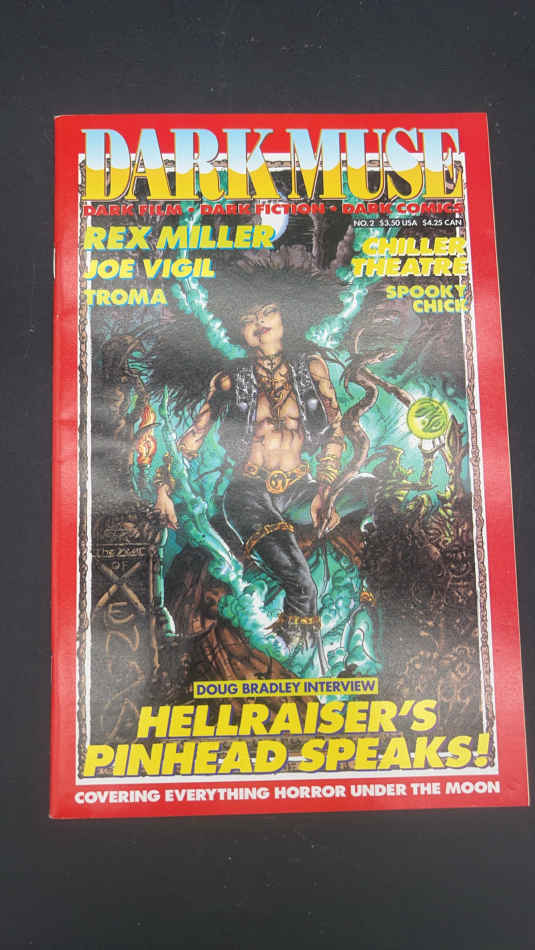 DARK MUSE
DARK FILM • DARK FICTION • DARK COMICS
NO. 2 $3.50 USA $4.25 CAN
REX MILLER
JOE VIGIL
TROMA
CHILLER
THEATRE
SPOOKY
CHICK
OF
DOUG BRADLEY INTERVIEW
HELLRAISER'S
PINHEAD SPEAKS!
COVERING EVERYTHING HORROR UNDER THE MOON